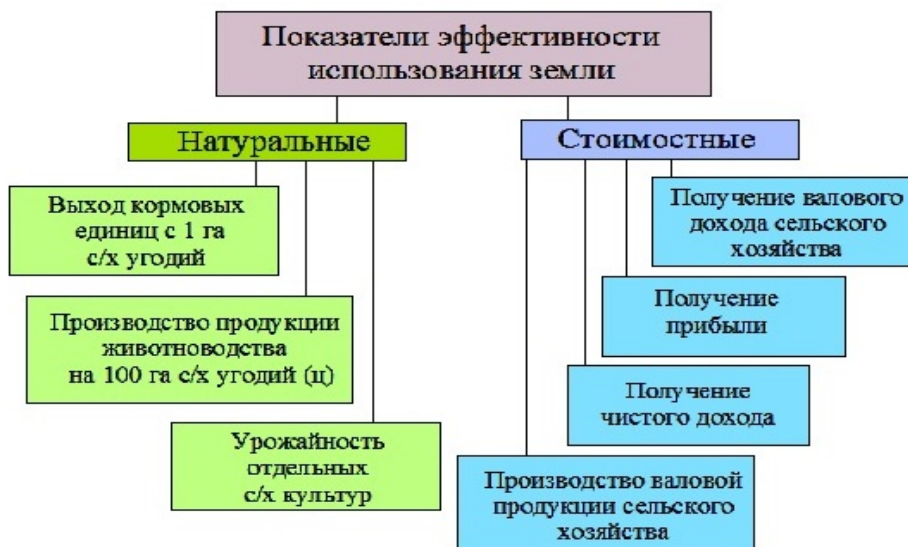 Показатели эффективности
использования земли
Натуральные
Стоимостные
Выход кормовых
единиц с 1 га
с/х угодий
Производство продукции
животноводства
на 100 га с/х угодий (ц)
Урожайность
отдельных
с/х культур
Получение валового
дохода сельского
хозяйства
Получение
прибыли
Получение
чистого дохода
Производство валовой
продукции сельского
хозяйства